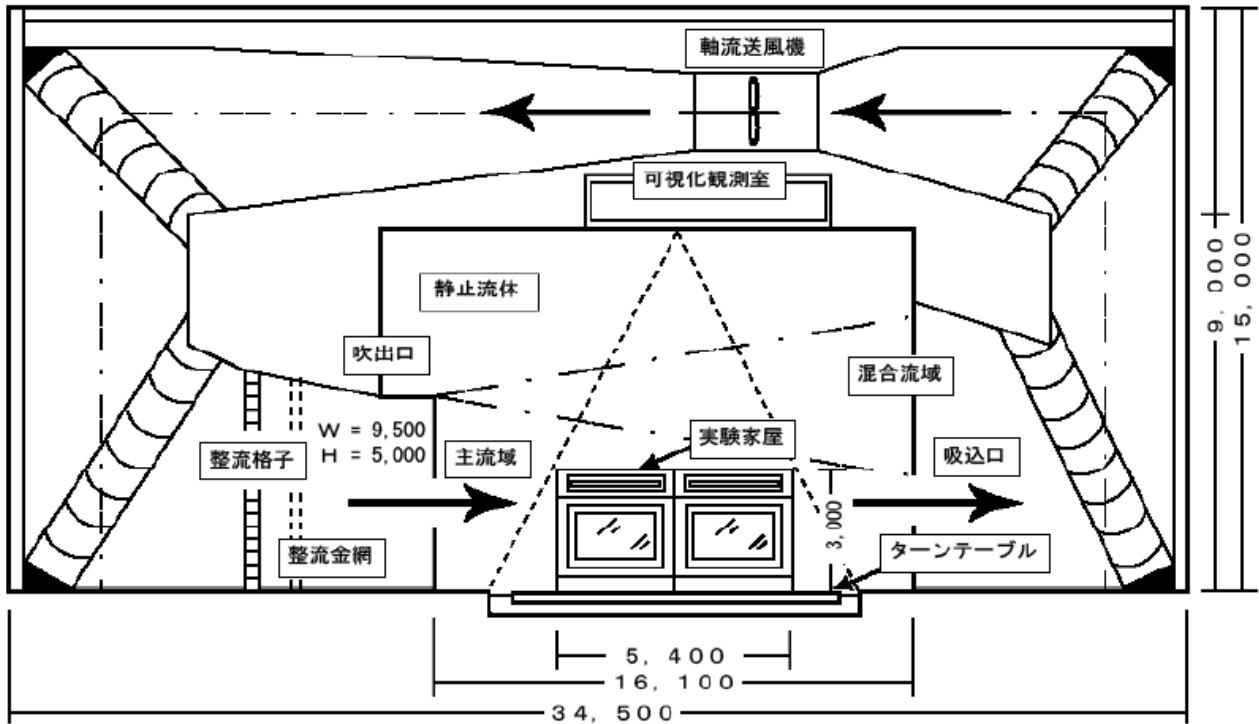 軸流送風機
可視化観測室
静止流休
吹出口
混合流域
W = 9,500
H = 5,000
実験家屋
整流格子
主流域
吸込口
整流金網
3,000
ターンテーブル
9, 000
15, 000
5, 400
16, 100
34, 500